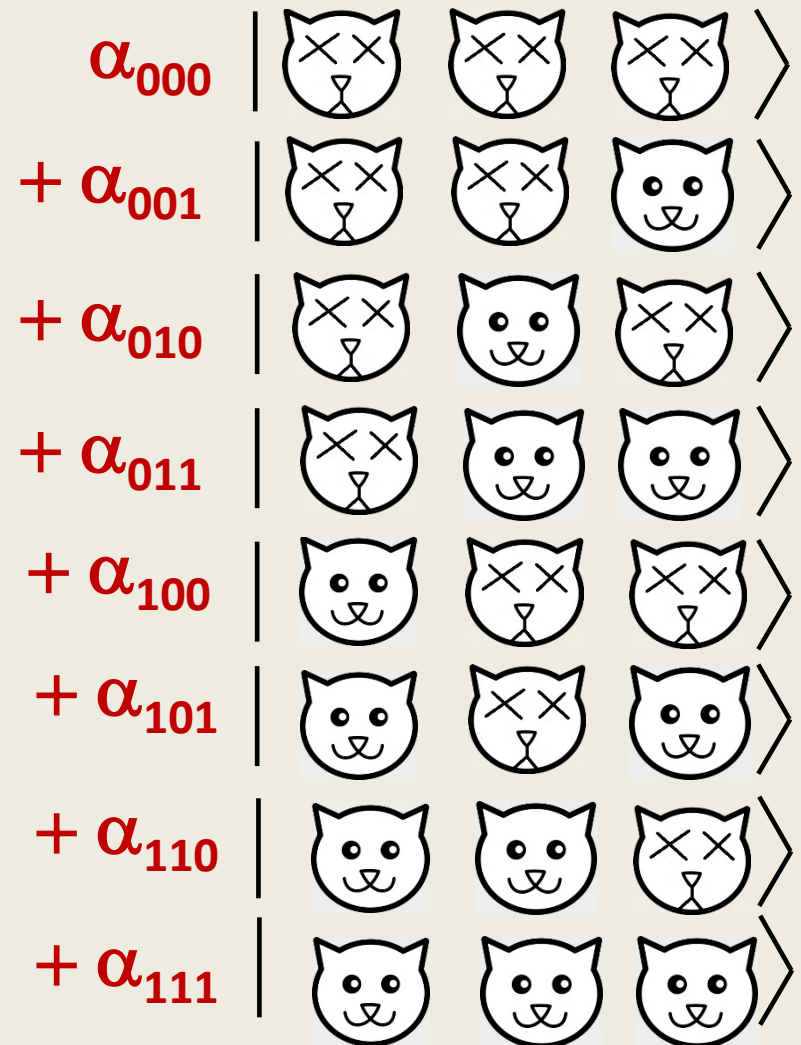 α000 | ⟩
+ α001 | ⟩
+ α010 | ⟩
+ α011 | ⟩
+ α100 | ⟩
+ α101 | ⟩
+ α110 | ⟩
+ α111 | ⟩